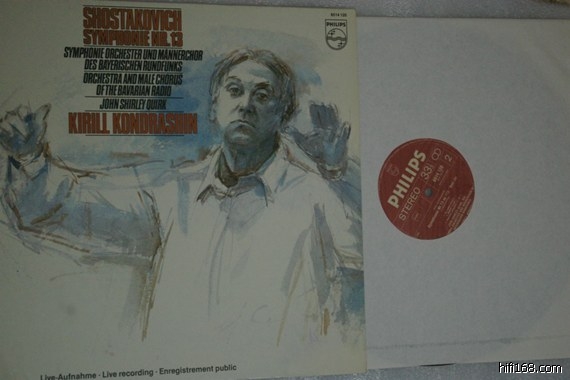 SHOSTAKOVICH
SYMPHONIE NR. 13
SYMPHONIE ORCHESTER UND MÄNNERCHOR
DES BAYERISCHEN RUNDFUNKS
ORCHESTRA AND MALE CHORUS
OF THE BAVARIAN RADIO
JOHN SHIRLEY QUIRK
KIRILL KONDRASHIN
PHILIPS
Live-Aufnahme · Live recording · Enregistrement public
PHILIPS
STEREO 33 2
hifi168.com